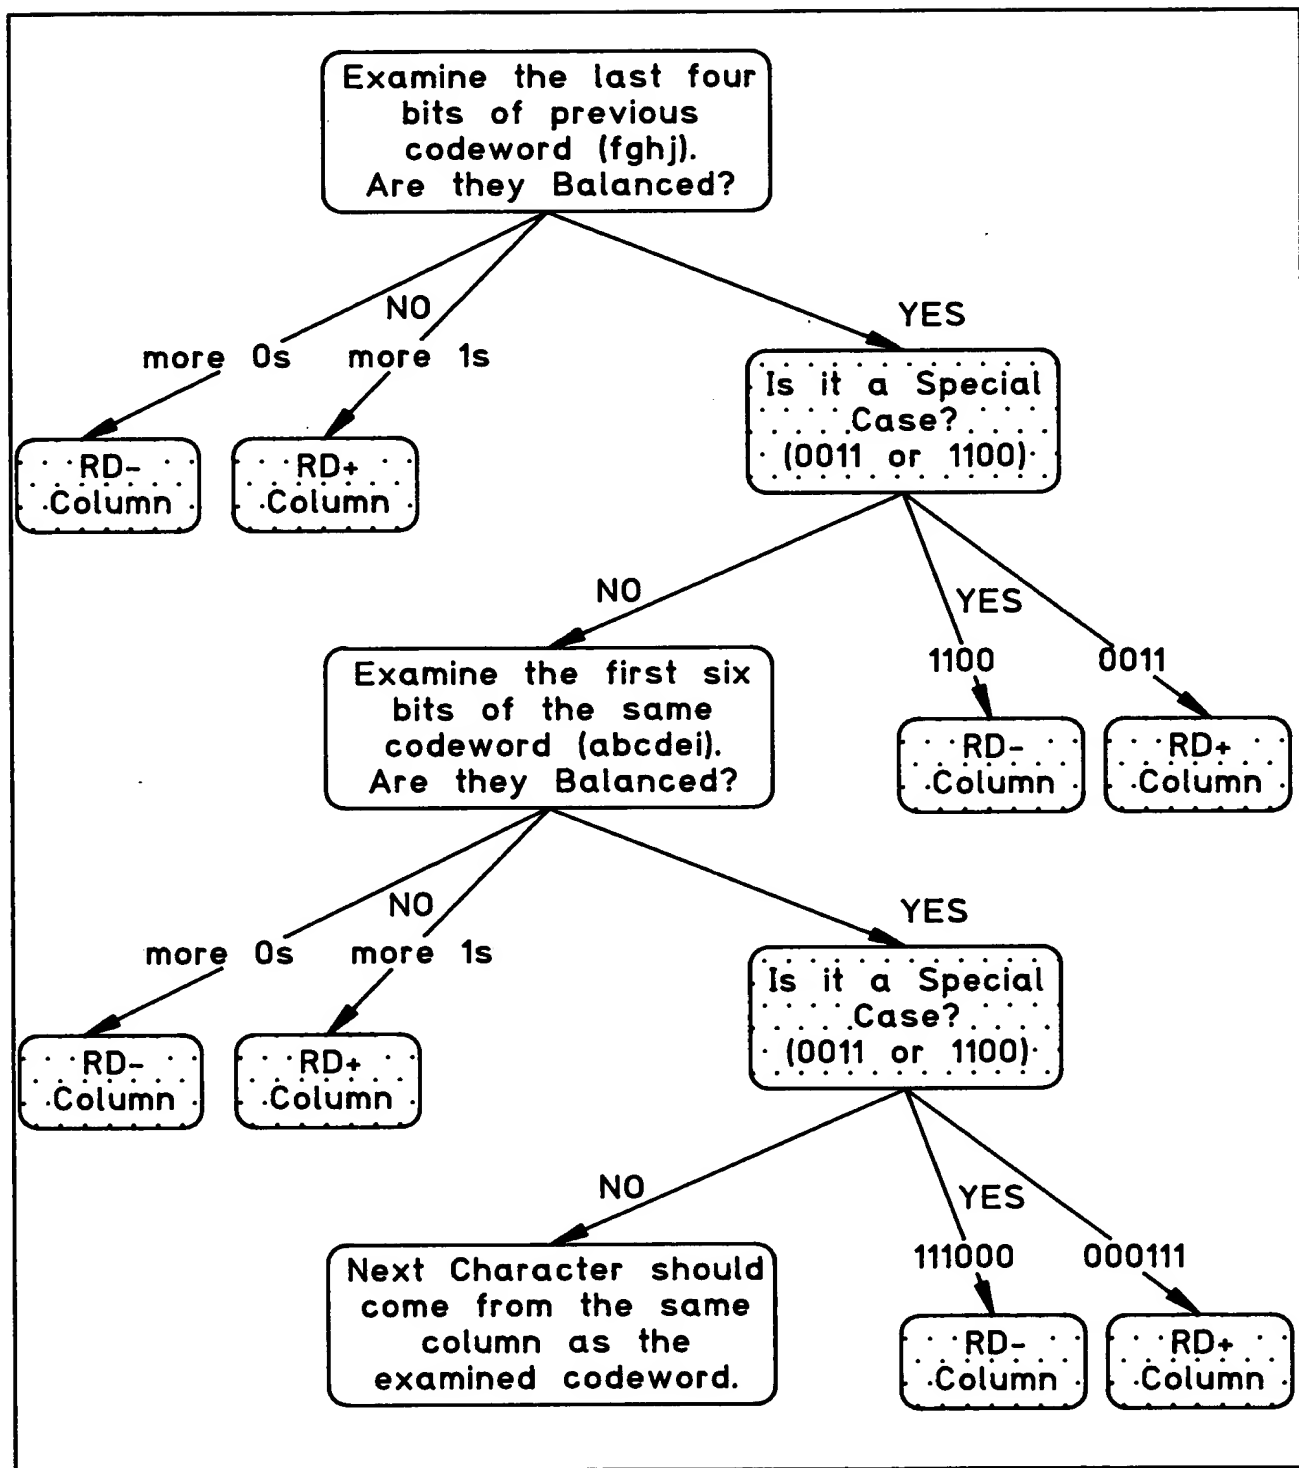 Examine the last four
bits of previous
codeword (fghj).
Are they Balanced?
NO
YES
more 0s
more 1s
Is it a Special
Case?
(0011 or 1100)
RD-
Column
RD+
Column
NO
YES
1100
0011
Examine the first six
bits of the same
codeword (abcdei).
Are they Balanced?
RD-
Column
RD+
Column
NO
YES
more 0s
more 1s
Is it a Special
Case?
(0011 or 1100)
RD-
Column
RD+
Column
NO
YES
111000
000111
Next Character should
come from the same
column as the
examined codeword.
RD-
Column
RD+
Column